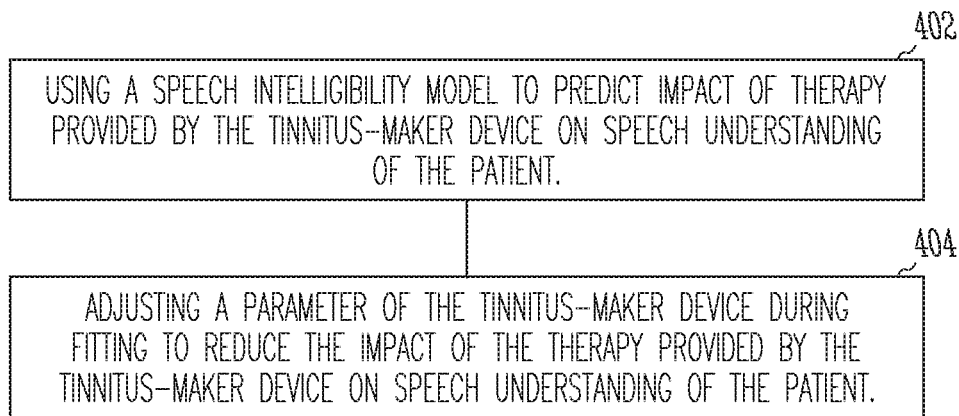 402
USING A SPEECH INTELLIGIBILITY MODEL TO PREDICT IMPACT OF THERAPY
PROVIDED BY THE TINNITUS-MAKER DEVICE ON SPEECH UNDERSTANDING
OF THE PATIENT.
404
ADJUSTING A PARAMETER OF THE TINNITUS-MAKER DEVICE DURING
FITTING TO REDUCE THE IMPACT OF THE THERAPY PROVIDED BY THE
TINNITUS-MAKER DEVICE ON SPEECH UNDERSTANDING OF THE PATIENT.